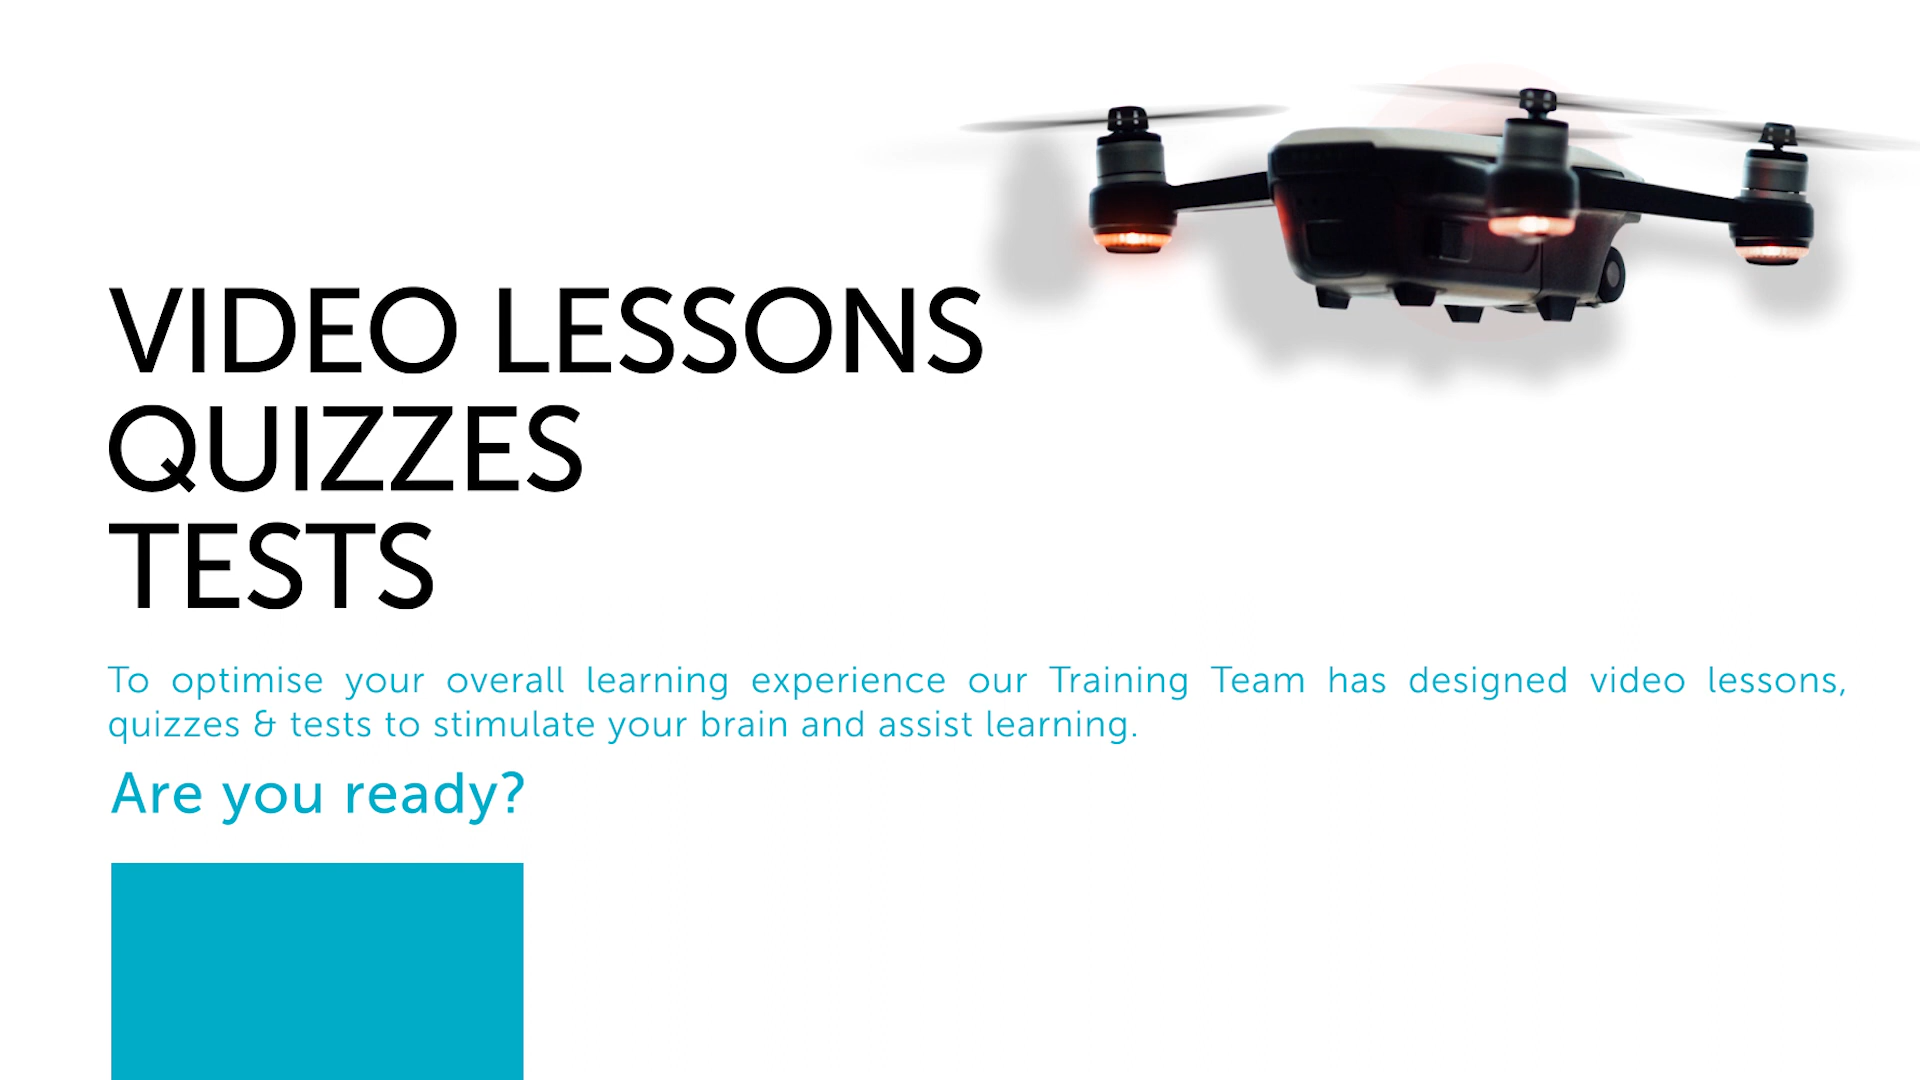 VIDEO LESSONS
QUIZZES
TESTS
To optimise your overall learning experience our Training Team has designed video lessons,
quizzes & tests to stimulate your brain and assist learning.
Are you ready?